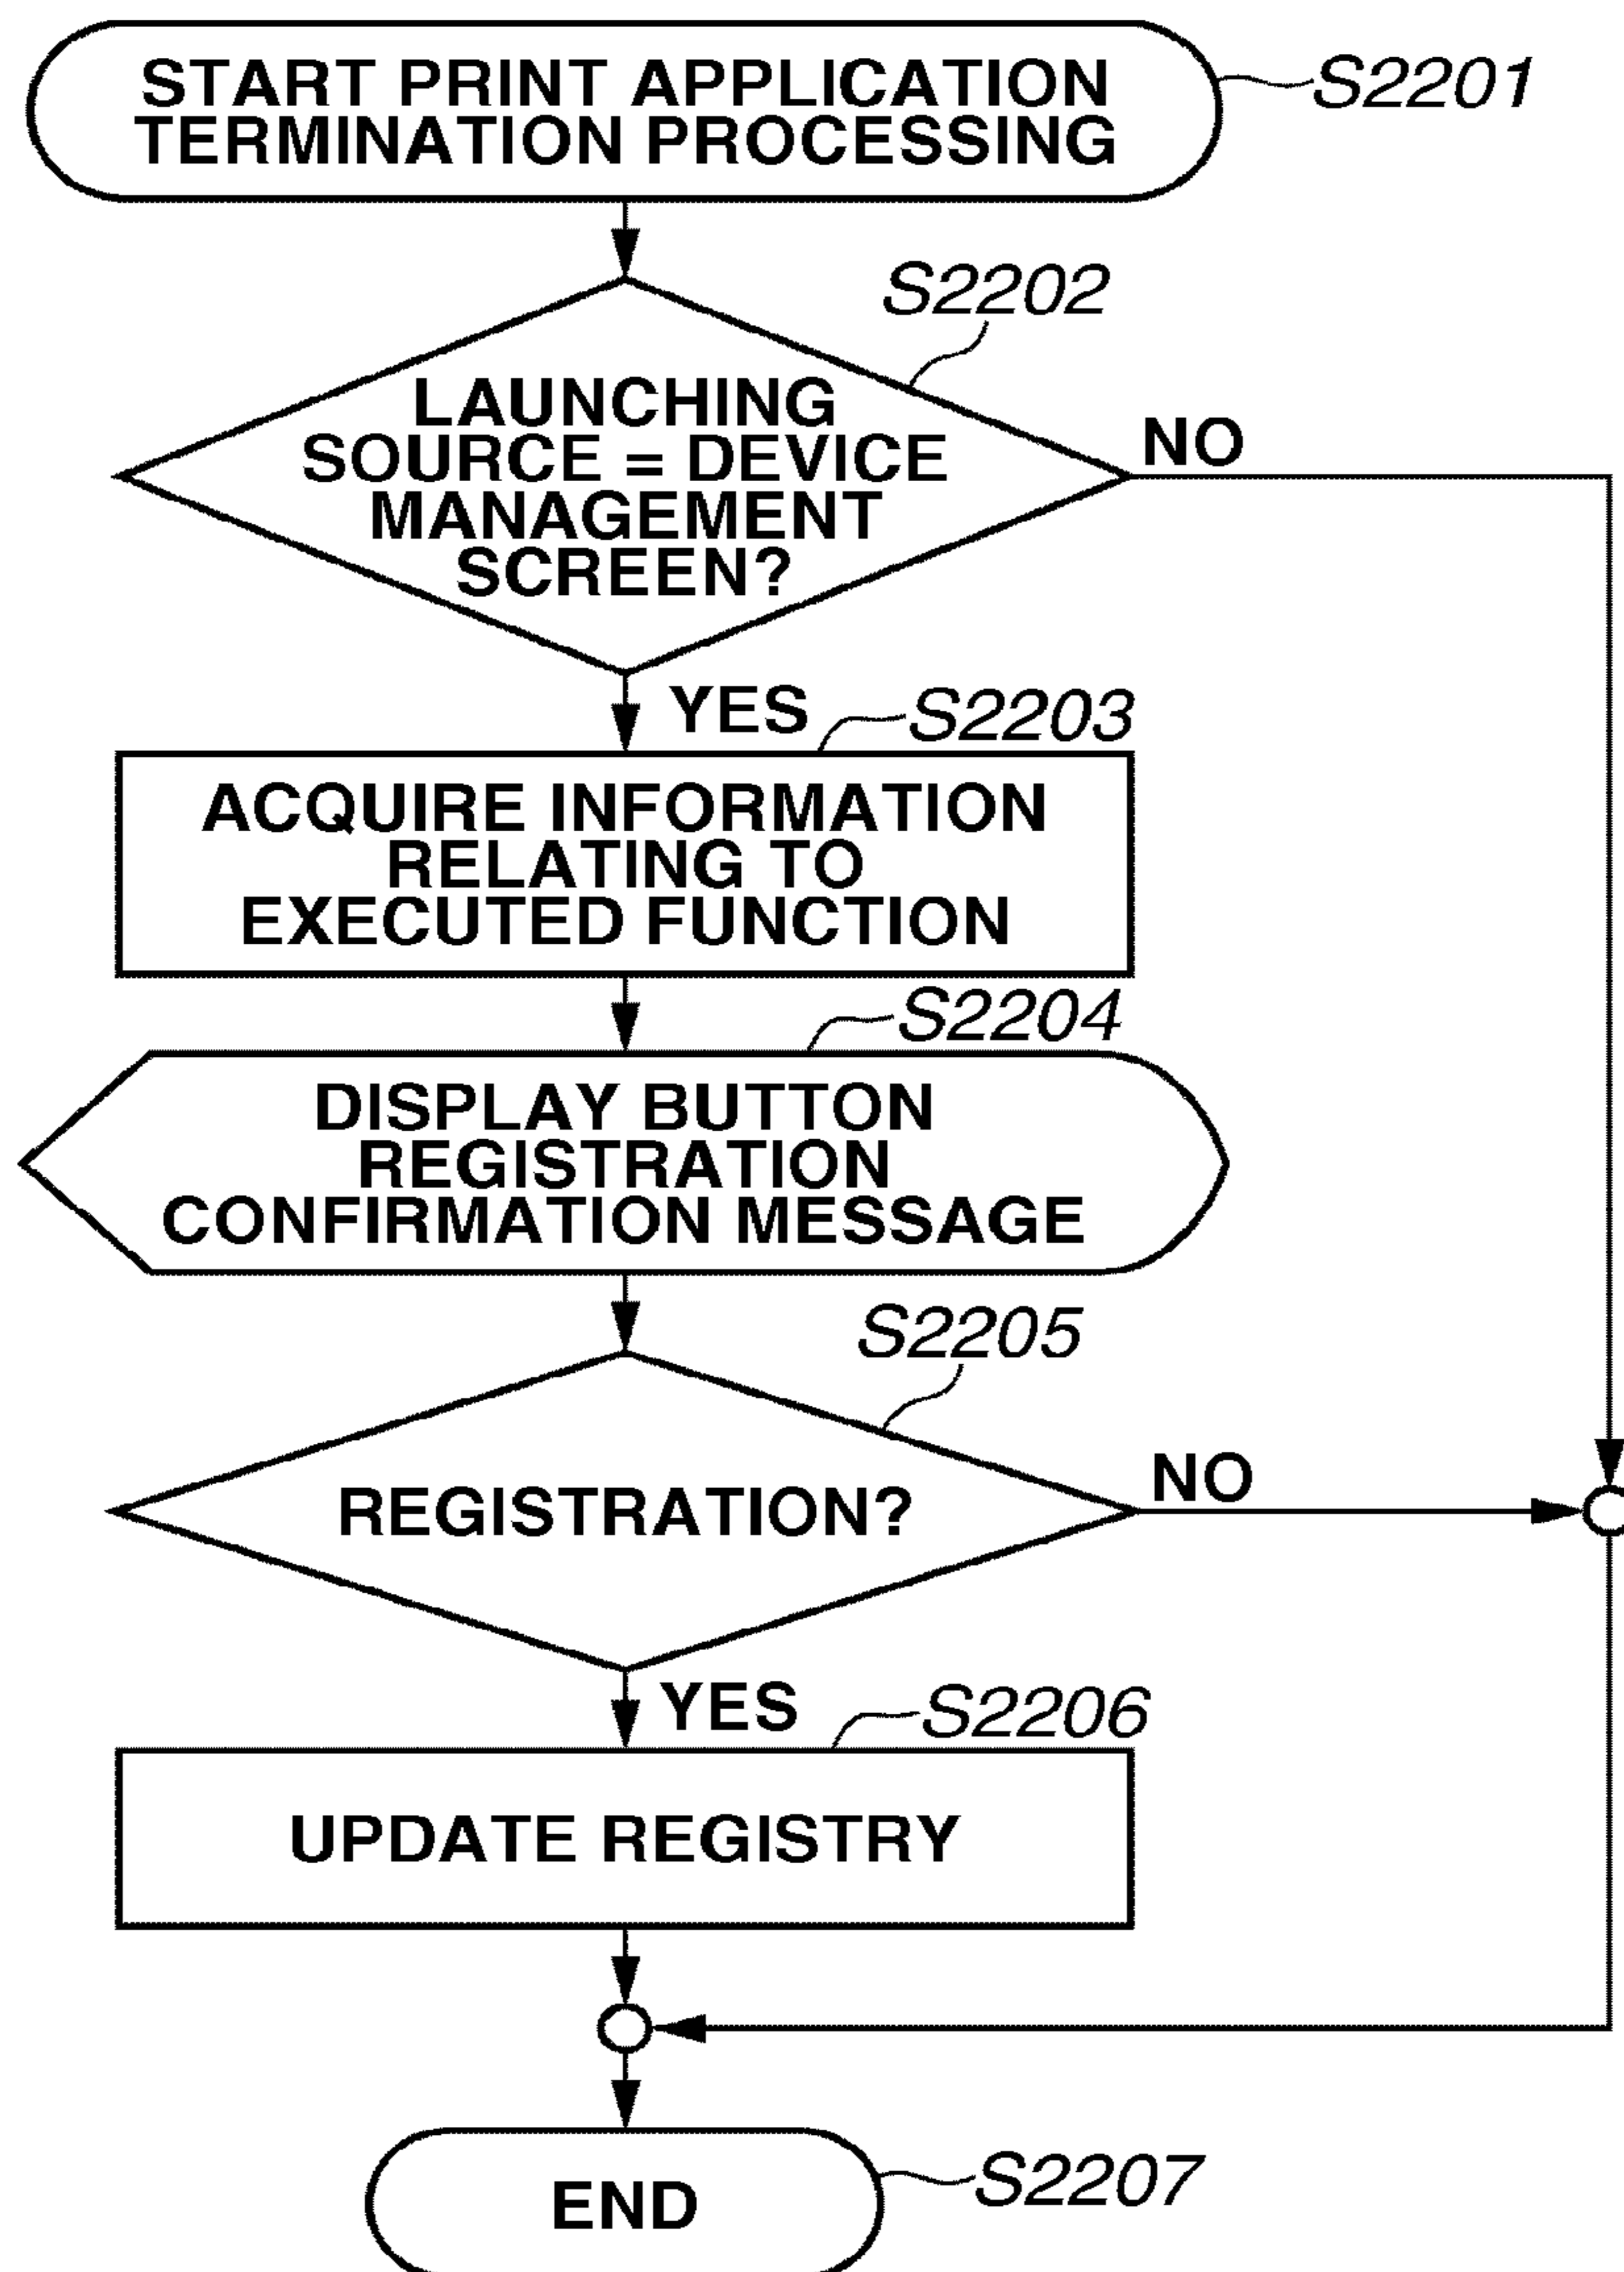 START PRINT APPLICATION
TERMINATION PROCESSING
S2201
S2202
LAUNCHING
SOURCE = DEVICE
MANAGEMENT
SCREEN?
NO
YES
S2203
ACQUIRE INFORMATION
RELATING TO
EXECUTED FUNCTION
S2204
DISPLAY BUTTON
REGISTRATION
CONFIRMATION MESSAGE
S2205
REGISTRATION?
NO
YES
S2206
UPDATE REGISTRY
END
S2207